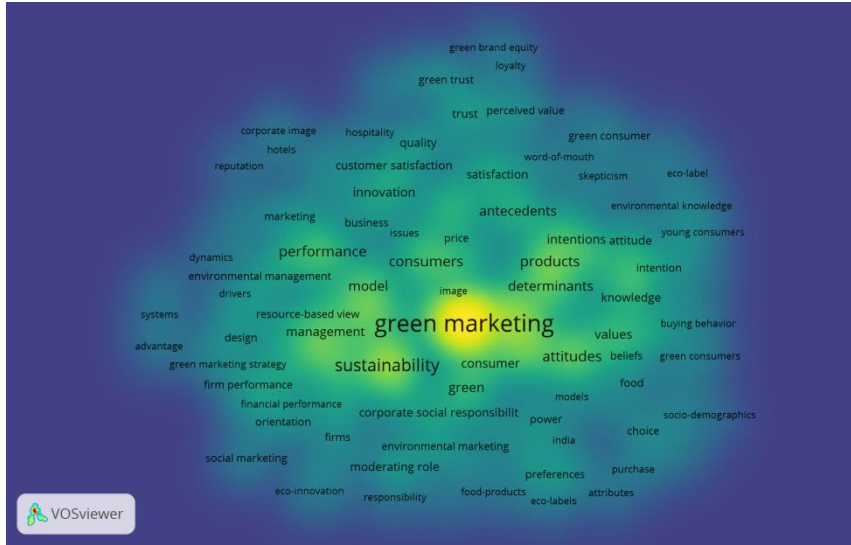 green brand equity
loyalty
green trust
trust
perceived value
corporate image
hospitality
quality
green consumer
hotels
word-of-mouth
reputation
customer satisfaction
satisfaction
skepticism
eco-label
innovation
environmental knowledge
marketing
business
antecedents
issues
price
intentions
attitude
young consumers
performance
dynamics
consumers
products
intention
environmental management
drivers
model
image
determinants
knowledge
systems
resource-based view
green marketing
buying behavior
design
management
values
advantage
green marketing strategy
sustainability
consumer
attitudes
beliefs
green consumers
firm performance
green
food
financial performance
models
orientation
corporate social responsibilit
power
socio-demographics
firms
environmental marketing
india
choice
social marketing
moderating role
preferences
purchase
eco-innovation
responsibility
food-products
eco-labels
attributes
VOSviewer